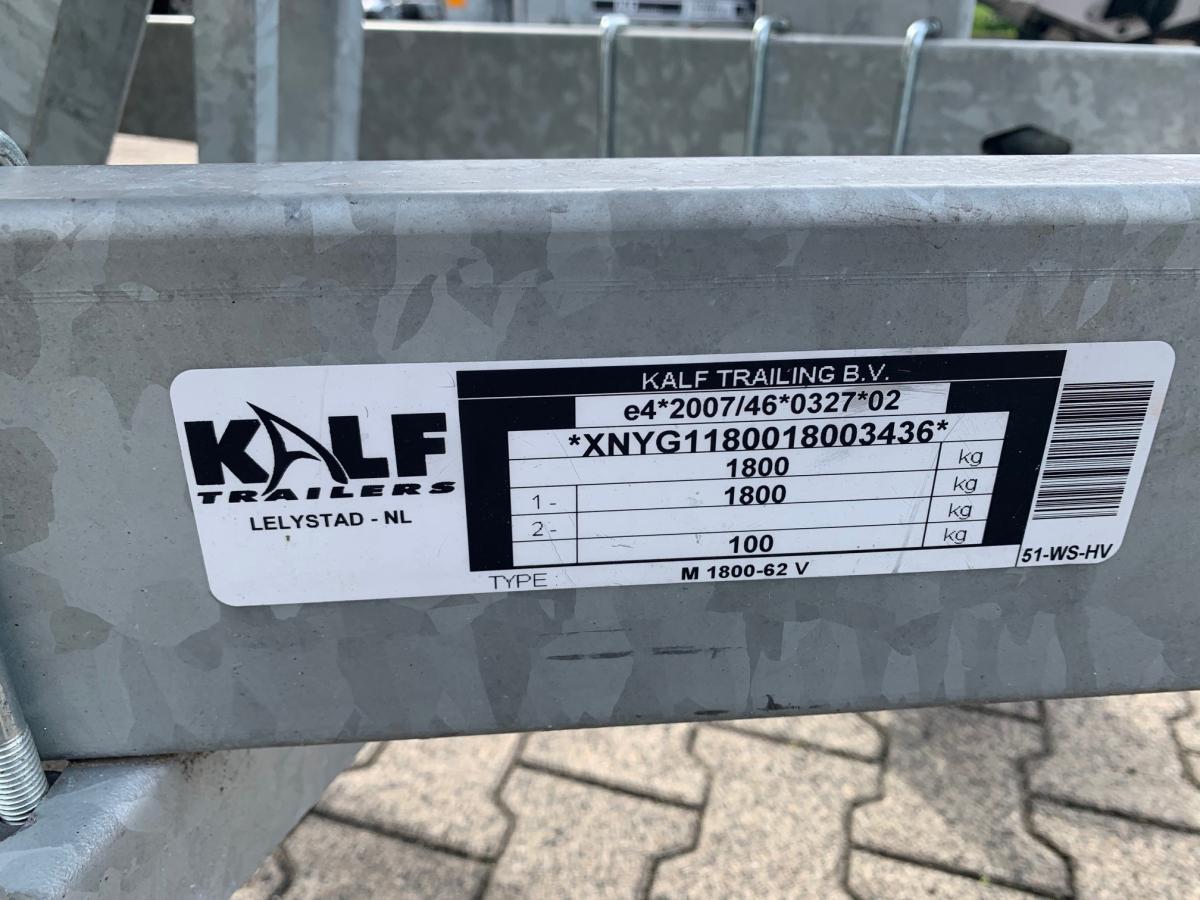 KALF
TRAILERS
LELYSTAD - NL
KALF TRAILING B.V.
e4*2007/46*0327*02
*XNYG1180018003436*
1800 kg
1 - 1800 kg
2 - kg
100 kg
TYPE : M 1800-62 V
51-WS-HV